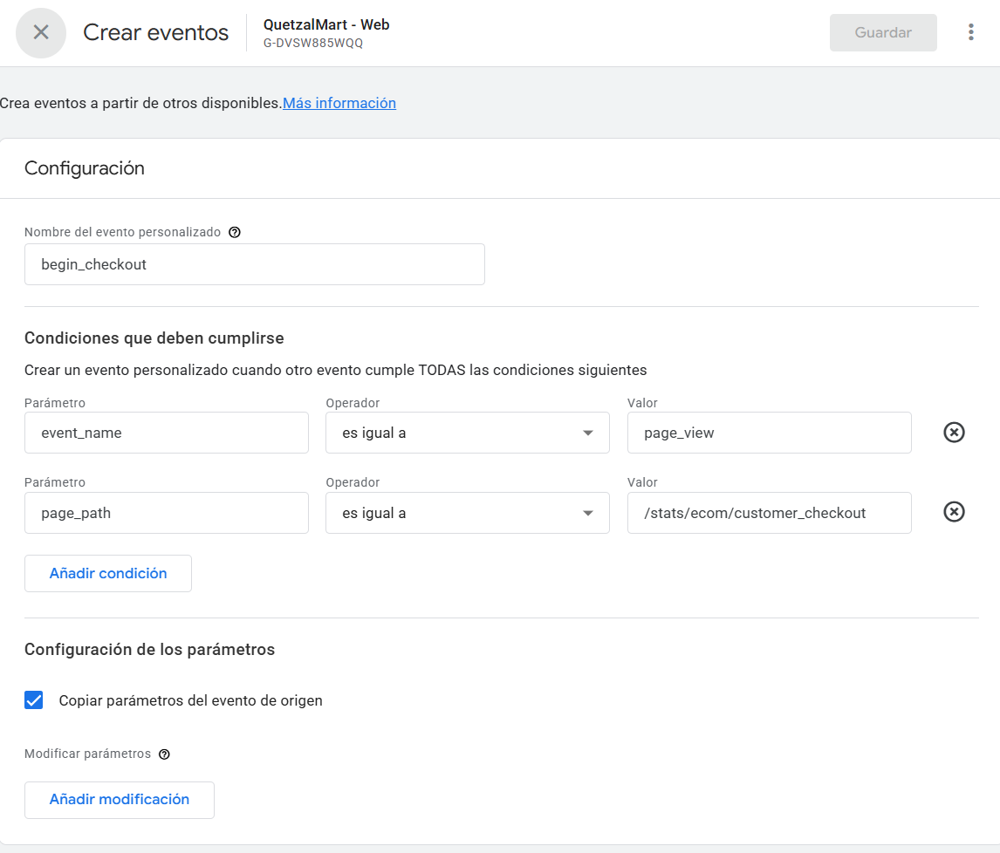 Crear eventos
QuetzalMart - Web
G-DVSW885WQQ
Guardar
Crea eventos a partir de otros disponibles.Más información
Configuración
Nombre del evento personalizado
begin_checkout
Condiciones que deben cumplirse
Crear un evento personalizado cuando otro evento cumple TODAS las condiciones siguientes
Parámetro Operador Valor
event_name es igual a page_view
Parámetro Operador Valor
page_path es igual a /stats/ecom/customer_checkout
Añadir condición
Configuración de los parámetros
Copiar parámetros del evento de origen
Modificar parámetros
Añadir modificación